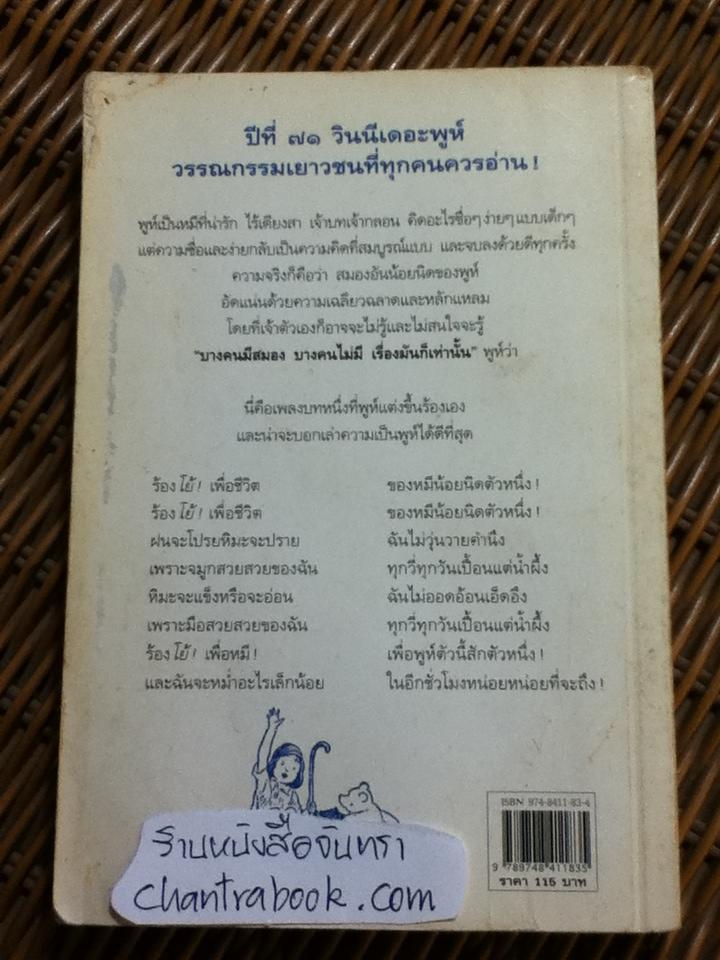 ปีที่ ๗๑ วินนีเดอะพูห์
วรรณกรรมเยาวชนที่ทุกคนควรอ่าน !
พูห์เป็นหมีที่น่ารัก ไร้เดียงสา เจ้าบทเจ้ากลอน คิดอะไรซื่อๆ ง่ายๆ แบบเด็กๆ
แต่ความซื่อและง่ายกลับเป็นความคิดที่สมบูรณ์แบบ และจบลงด้วยดีทุกครั้ง
ความจริงก็คือว่า สมองอันน้อยนิดของพูห์
อัดแน่นด้วยความเฉลียวฉลาดและหลักแหลม
โดยที่เจ้าตัวเองก็อาจจะไม่รู้และไม่สนใจจะรู้
"บางคนมีสมอง บางคนไม่มี เรื่องมันก็เท่านั้น" พูห์ว่า
นี่คือเพลงบทหนึ่งที่พูห์แต่งขึ้นร้องเอง
และน่าจะบอกเล่าความเป็นพูห์ได้ดีที่สุด
ร้อง โย้ ! เพื่อชีวิต ของหมีน้อยนิดตัวหนึ่ง !
ร้อง โย้ ! เพื่อชีวิต ของหมีน้อยนิดตัวหนึ่ง !
ฝนจะโปรยหิมะจะปราย ฉันไม่วุ่นวายคำนึง
เพราะจมูกสวยสวยของฉัน ทุกวี่ทุกวันเปื้อนแต่น้ำผึ้ง
หิมะจะแข็งหรือจะอ่อน ฉันไม่ออดอ้อนเอ็ดอึง
เพราะมือสวยสวยของฉัน ทุกวี่ทุกวันเปื้อนแต่น้ำผึ้ง
ร้อง โย้ ! เพื่อหมี ! เพื่อพูห์ตัวนี้สักตัวหนึ่ง !
และฉันจะหม่ำอะไรเล็กน้อย ในอีกชั่วโมงหน่อยหน่อยที่จะถึง !
ISBN 974-8411-83-4
9 789748 411835
ราคา 115 บาท
ร้านหนังสือจันทรา
chantrabook.com